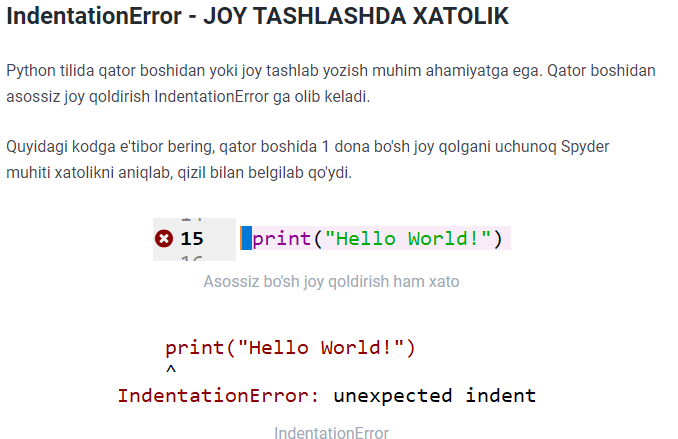 IndentationError - JOY TASHLASHDA XATOLIK
Python tilida qator boshidan yoki joy tashlab yozish muhim ahamiyatga ega. Qator boshidan
asossiz joy qoldirish IndentationError ga olib keladi.
Quyidagi kodga e'tibor bering, qator boshida 1 dona bo'sh joy qolgani uchunoq Spyder
muhiti xatolikni aniqlab, qizil bilan belgilab qo'ydi.
15 print("Hello World!")
Asossiz bo'sh joy qoldirish ham xato
print("Hello World!")
^
IndentationError: unexpected indent
IndentationError